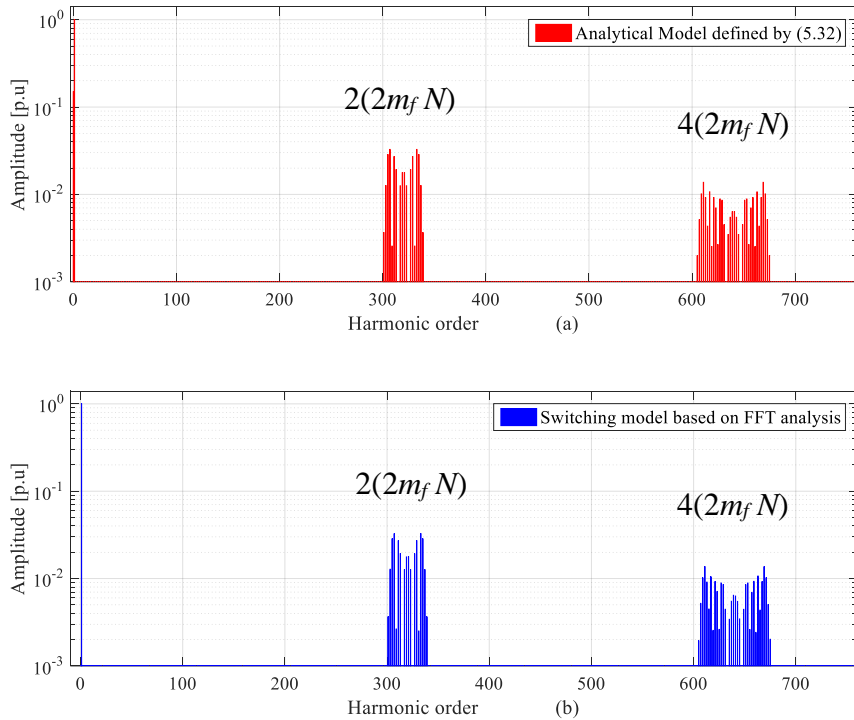 10^0
Analytical Model defined by (5.32)
2(2m_f N)
10^-1
4(2m_f N)
Amplitude [p.u]
10^-2
10^-3
0 100 200 300 400 500 600 700
Harmonic order (a)
10^0
Switching model based on FFT analysis
2(2m_f N)
10^-1
4(2m_f N)
Amplitude [p.u]
10^-2
10^-3
0 100 200 300 400 500 600 700
Harmonic order (b)